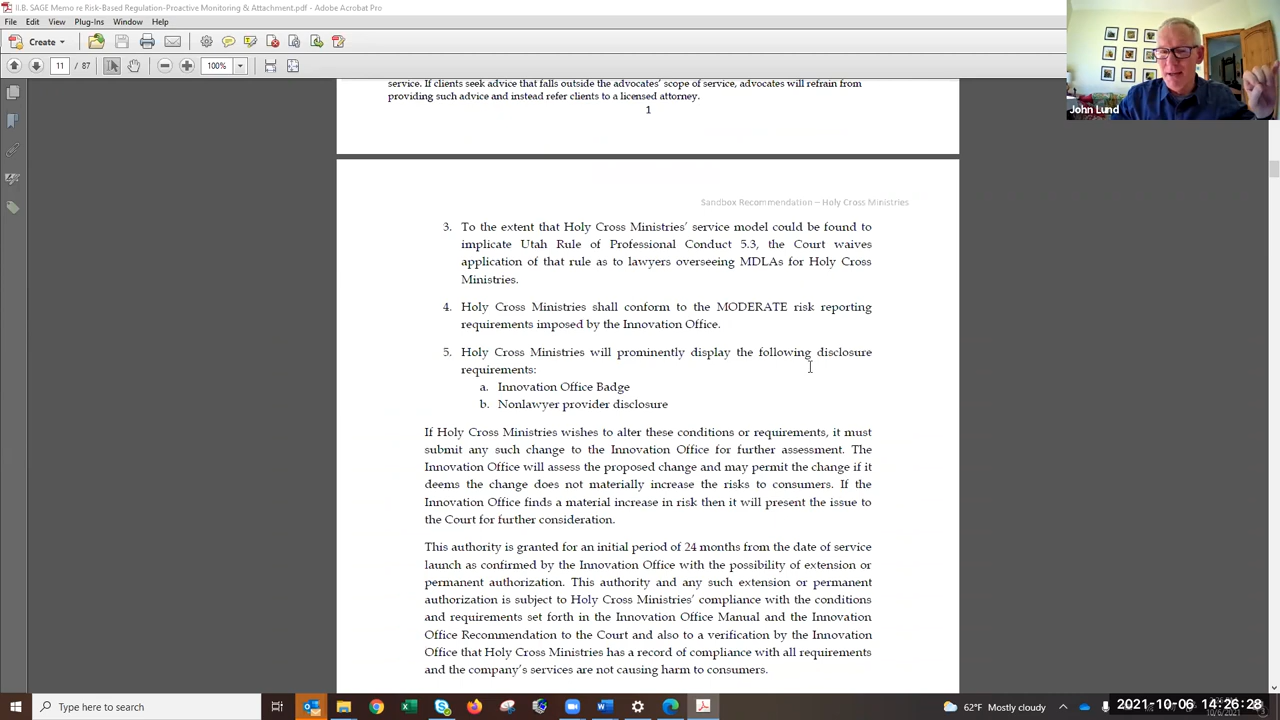 II.B. SAGE Memo re Risk-Based Regulation-Proactive Monitoring & Attachment.pdf - Adobe Acrobat Pro
File Edit View Plug-Ins Window Help
Create
11 / 87 100%
service. If clients seek advice that falls outside the advocates' scope of service, advocates will refrain from
providing such advice and instead refer clients to a licensed attorney.
1
John Lund
Sandbox Recommendation – Holy Cross Ministries
3. To the extent that Holy Cross Ministries' service model could be found to
implicate Utah Rule of Professional Conduct 5.3, the Court waives
application of that rule as to lawyers overseeing MDLAs for Holy Cross
Ministries.
4. Holy Cross Ministries shall conform to the MODERATE risk reporting
requirements imposed by the Innovation Office.
5. Holy Cross Ministries will prominently display the following disclosure
requirements:
a. Innovation Office Badge
b. Nonlawyer provider disclosure
If Holy Cross Ministries wishes to alter these conditions or requirements, it must
submit any such change to the Innovation Office for further assessment. The
Innovation Office will assess the proposed change and may permit the change if it
deems the change does not materially increase the risks to consumers. If the
Innovation Office finds a material increase in risk then it will present the issue to
the Court for further consideration.
This authority is granted for an initial period of 24 months from the date of service
launch as confirmed by the Innovation Office with the possibility of extension or
permanent authorization. This authority and any such extension or permanent
authorization is subject to Holy Cross Ministries' compliance with the conditions
and requirements set forth in the Innovation Office Manual and the Innovation
Office Recommendation to the Court and also to a verification by the Innovation
Office that Holy Cross Ministries has a record of compliance with all requirements
and the company's services are not causing harm to consumers.
Type here to search
62°F Mostly cloudy
2021-10-06 14:26:28